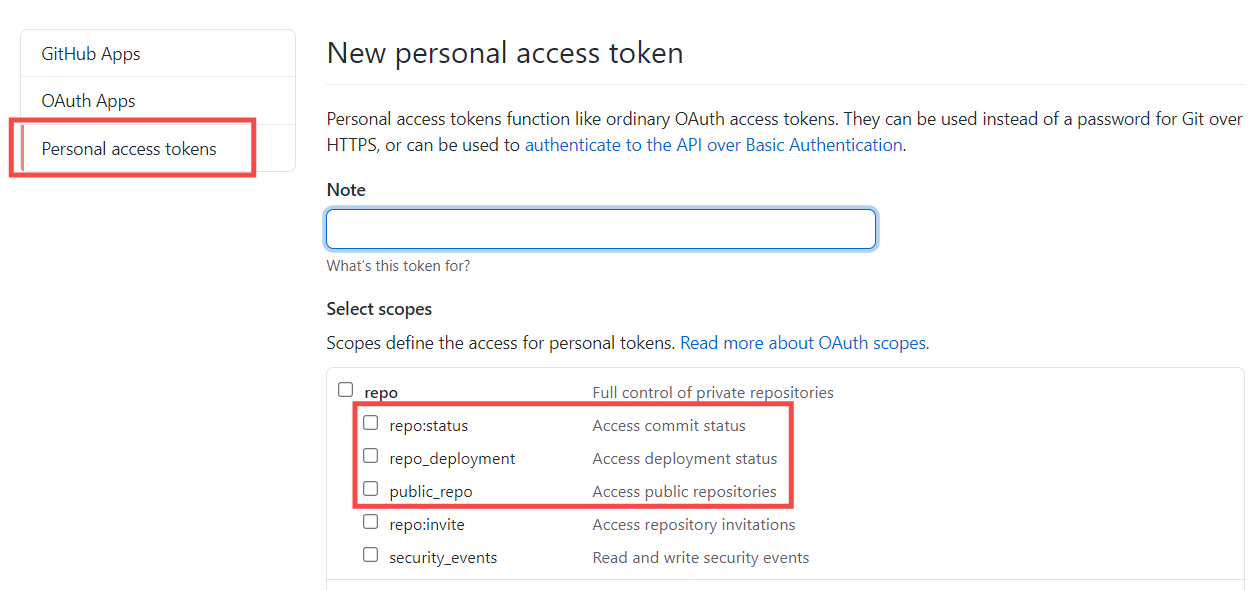 GitHub Apps
OAuth Apps
Personal access tokens
New personal access token
Personal access tokens function like ordinary OAuth access tokens. They can be used instead of a password for Git over
HTTPS, or can be used to authenticate to the API over Basic Authentication.
Note
What's this token for?
Select scopes
Scopes define the access for personal tokens. Read more about OAuth scopes.
repo Full control of private repositories
repo:status Access commit status
repo_deployment Access deployment status
public_repo Access public repositories
repo:invite Access repository invitations
security_events Read and write security events